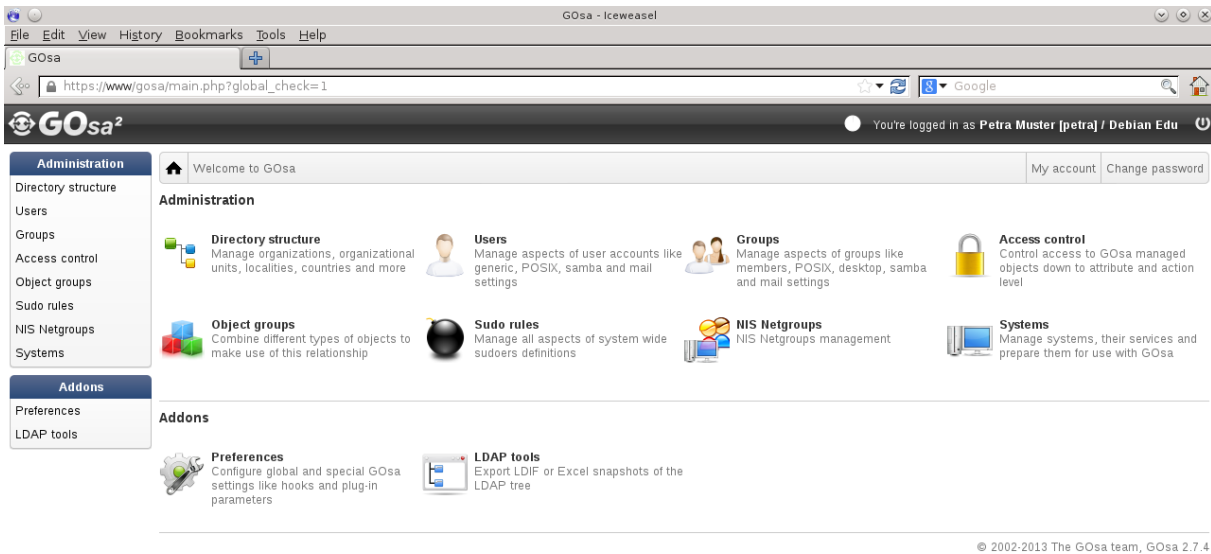 GOsa - Iceweasel
File Edit View History Bookmarks Tools Help
GOsa
https://www/gosa/main.php?global_check=1
Google
GOsa²
You're logged in as Petra Muster [petra] / Debian Edu
Administration
Directory structure
Users
Groups
Access control
Object groups
Sudo rules
NIS Netgroups
Systems
Addons
Preferences
LDAP tools
Welcome to GOsa
My account
Change password
Administration
Directory structure
Manage organizations, organizational
units, localities, countries and more
Users
Manage aspects of user accounts like
generic, POSIX, samba and mail
settings
Groups
Manage aspects of groups like
members, POSIX, desktop, samba
and mail settings
Access control
Control access to GOsa managed
objects down to attribute and action
level
Object groups
Combine different types of objects to
make use of this relationship
Sudo rules
Manage all aspects of system wide
sudoers definitions
NIS Netgroups
NIS Netgroups management
Systems
Manage systems, their services and
prepare them for use with GOsa
Addons
Preferences
Configure global and special GOsa
settings like hooks and plug-in
parameters
LDAP tools
Export LDIF or Excel snapshots of the
LDAP tree
© 2002-2013 The GOsa team, GOsa 2.7.4